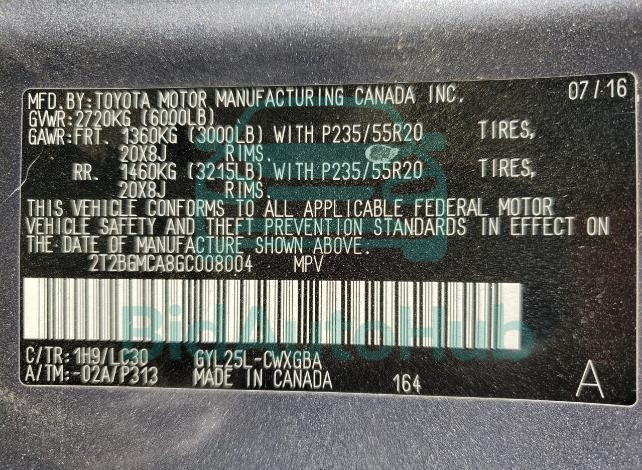 MFD.BY:TOYOTA MOTOR MANUFACTURING CANADA INC. 07/16
GVWR:2720KG (6000LB)
GAWR:FRT. 1360KG (3000LB) WITH P235/55R20 TIRES,
20X8J RIMS.
RR. 1460KG (3215LB) WITH P235/55R20 TIRES,
20X8J RIMS.
THIS VEHICLE CONFORMS TO ALL APPLICABLE FEDERAL MOTOR
VEHICLE SAFETY AND THEFT PREVENTION STANDARDS IN EFFECT ON
THE DATE OF MANUFACTURE SHOWN ABOVE.
2T2BGMCA8GC008004 MPV
BidAutoHub
C/TR:1H9/LC30 GYL25L-CWXGBA
A/TM:-02A/P313 MADE IN CANADA 164 A